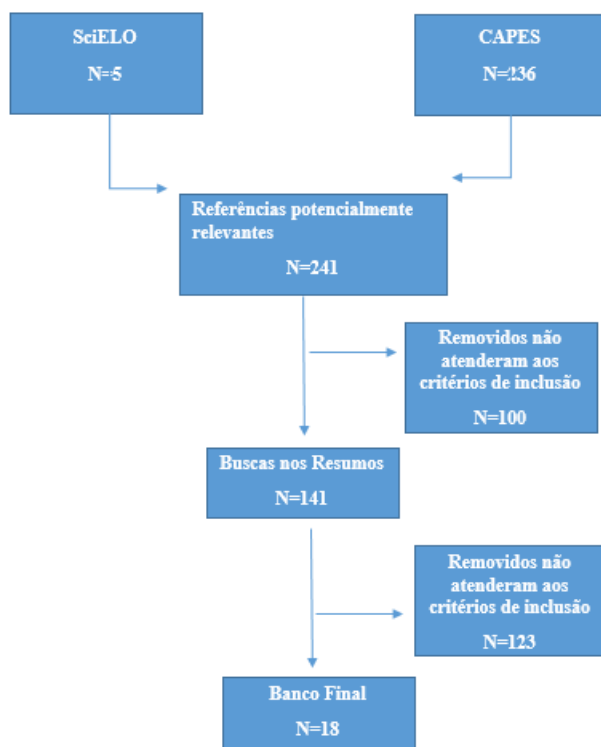 SciELO
N=5
CAPES
N=236
Referências potencialmente
relevantes
N=241
Removidos não
atenderam aos
critérios de inclusão
N=100
Buscas nos Resumos
N=141
Removidos não
atenderam aos
critérios de inclusão
N=123
Banco Final
N=18